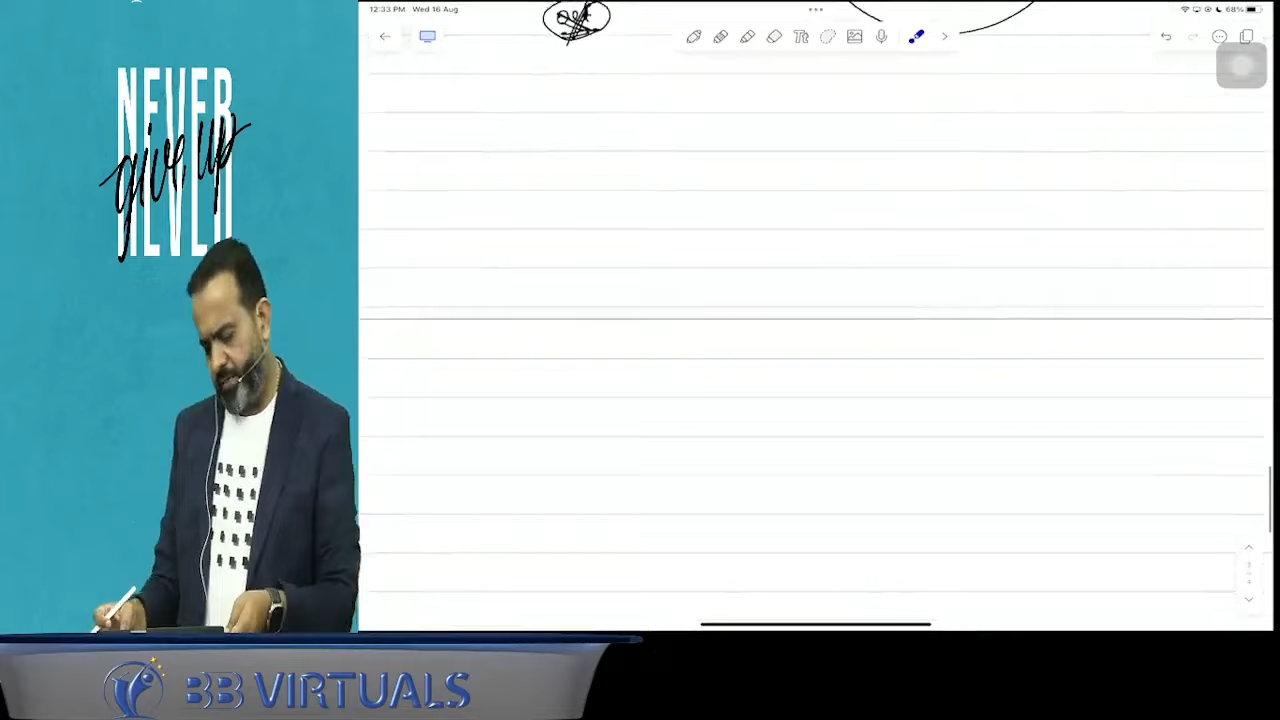 12:33 PM Wed 16 Aug
68%
NEVER
give up
NEVER
BB VIRTUALS